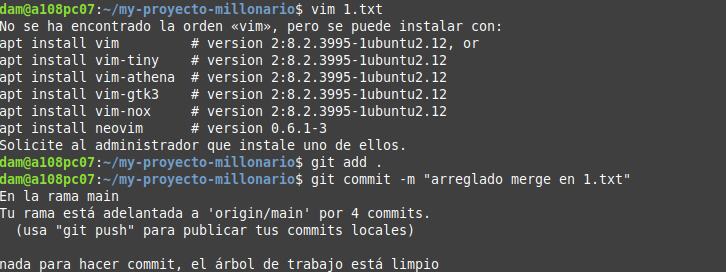 dam@a108pc07:~/my-proyecto-millonario$ vim 1.txt
No se ha encontrado la orden «vim», pero se puede instalar con:
apt install vim         # version 2:8.2.3995-1ubuntu2.12, or
apt install vim-tiny    # version 2:8.2.3995-1ubuntu2.12
apt install vim-athena  # version 2:8.2.3995-1ubuntu2.12
apt install vim-gtk3    # version 2:8.2.3995-1ubuntu2.12
apt install vim-nox     # version 2:8.2.3995-1ubuntu2.12
apt install neovim      # version 0.6.1-3
Solicite al administrador que instale uno de ellos.
dam@a108pc07:~/my-proyecto-millonario$ git add .
dam@a108pc07:~/my-proyecto-millonario$ git commit -m "arreglado merge en 1.txt"
En la rama main
Tu rama está adelantada a 'origin/main' por 4 commits.
  (usa "git push" para publicar tus commits locales)

nada para hacer commit, el árbol de trabajo está limpio